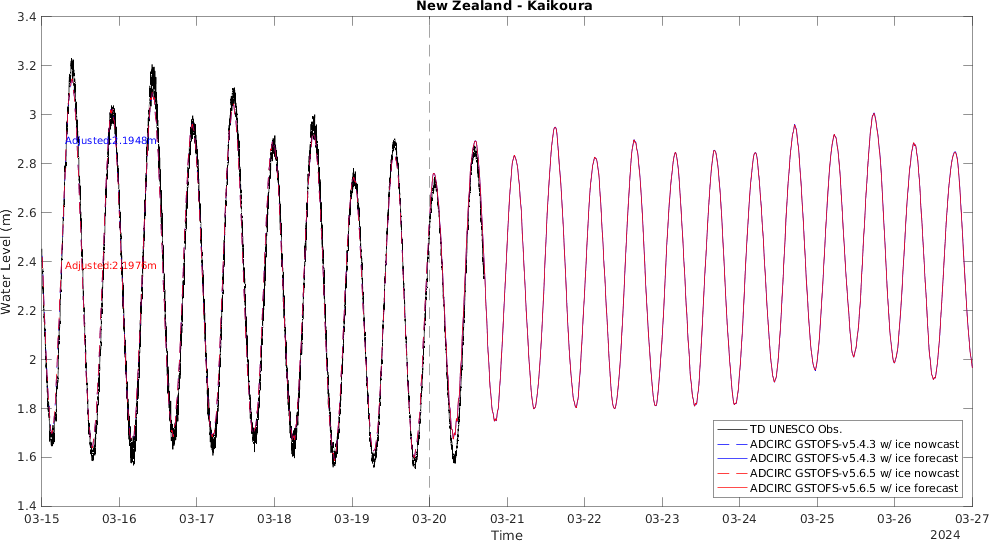 New Zealand - Kaikoura
3.4
3.2
3
2.8
2.6
2.4
2.2
2
1.8
1.6
1.4
Water Level (m)
Adjusted:2.1948m
Adjusted:2.1976m
TD UNESCO Obs.
ADCIRC GSTOFS-v5.4.3 w/ ice nowcast
ADCIRC GSTOFS-v5.4.3 w/ ice forecast
ADCIRC GSTOFS-v5.6.5 w/ ice nowcast
ADCIRC GSTOFS-v5.6.5 w/ ice forecast
03-15 03-16 03-17 03-18 03-19 03-20 03-21 03-22 03-23 03-24 03-25 03-26 03-27
Time
2024